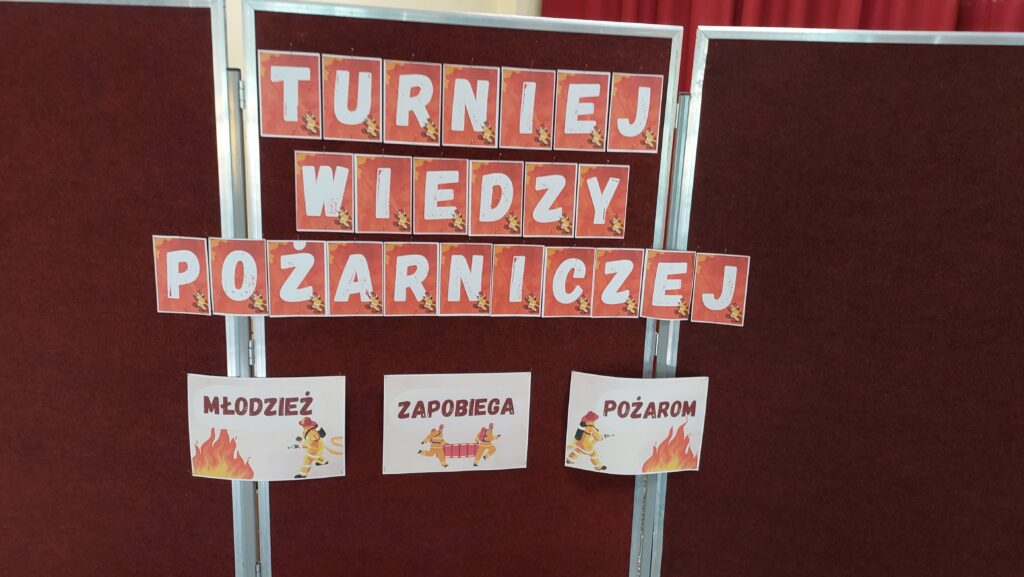 TURNIEJ
WIEDZY
POŻARNICZEJ
MŁODZIEŻ ZAPOBIEGA POŻAROM